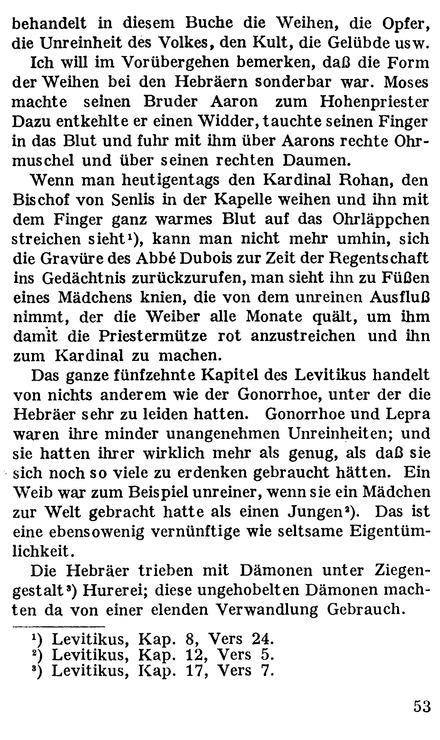 behandelt in diesem Buche die Weihen, die Opfer,
die Unreinheit des Volkes, den Kult, die Gelübde usw.
Ich will im Vorübergehen bemerken, daß die Form
der Weihen bei den Hebräern sonderbar war. Moses
machte seinen Bruder Aaron zum Hohenpriester
Dazu entkehlte er einen Widder, tauchte seinen Finger
in das Blut und fuhr mit ihm über Aarons rechte Ohr-
muschel und über seinen rechten Daumen.
Wenn man heutigentags den Kardinal Rohan, den
Bischof von Senlis in der Kapelle weihen und ihn mit
dem Finger ganz warmes Blut auf das Ohrläppchen
streichen sieht¹), kann man nicht mehr umhin, sich
die Gravüre des Abbé Dubois zur Zeit der Regentschaft
ins Gedächtnis zurückzurufen, man sieht ihn zu Füßen
eines Mädchens knien, die von dem unreinen Ausfluß
nimmt, der die Weiber alle Monate quält, um ihm
damit die Priestermütze rot anzustreichen und ihn
zum Kardinal zu machen.
Das ganze fünfzehnte Kapitel des Levitikus handelt
von nichts anderem wie der Gonorrhoe, unter der die
Hebräer sehr zu leiden hatten. Gonorrhoe und Lepra
waren ihre minder unangenehmen Unreinheiten; und
sie hatten ihrer wirklich mehr als genug, als daß sie
sich noch so viele zu erdenken gebraucht hätten. Ein
Weib war zum Beispiel unreiner, wenn sie ein Mädchen
zur Welt gebracht hatte als einen Jungen²). Das ist
eine ebensowenig vernünftige wie seltsame Eigentüm-
lichkeit.
Die Hebräer trieben mit Dämonen unter Ziegen-
gestalt³) Hurerei; diese ungehobelten Dämonen mach-
ten da von einer elenden Verwandlung Gebrauch.
¹) Levitikus, Kap. 8, Vers 24.
²) Levitikus, Kap. 12, Vers 5.
³) Levitikus, Kap. 17, Vers 7.
53